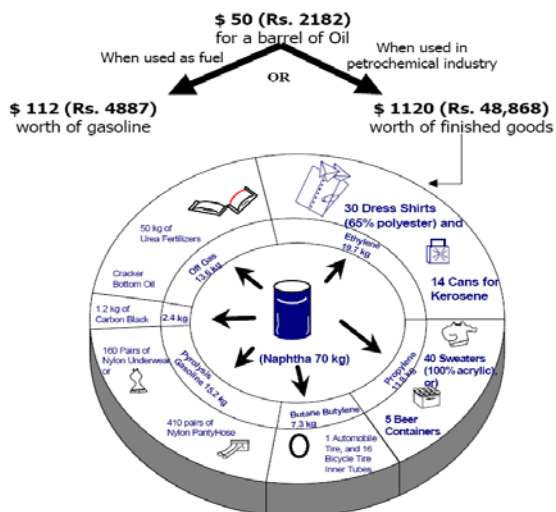 $ 50 (Rs. 2182)
for a barrel of Oil
When used as fuel
OR
When used in
petrochemical industry
$ 112 (Rs. 4887)
worth of gasoline
$ 1120 (Rs. 48,868)
worth of finished goods
30 Dress Shirts
(65% polyester) and
14 Cans for
Kerosene
Ethylene
19.7 kg
50 kg of
Urea Fertilizers
Off Gas
13.6 kg
Cracker
Bottom Oil
1.2 kg of
Carbon Black
2.4 kg
(Naphtha 70 kg)
160 Pairs of
Nylon Underwear
or
Pyrolysis
Gasoline 15.2 kg
410 pairs of
Nylon PantyHose
Butane Butylene
7.3 kg
1 Automobile
Tire, and 16
Bicycle Tire
Inner Tubes
Propylene
11.8 kg
40 Sweaters
(100% acrylic), or)
5 Beer
Containers